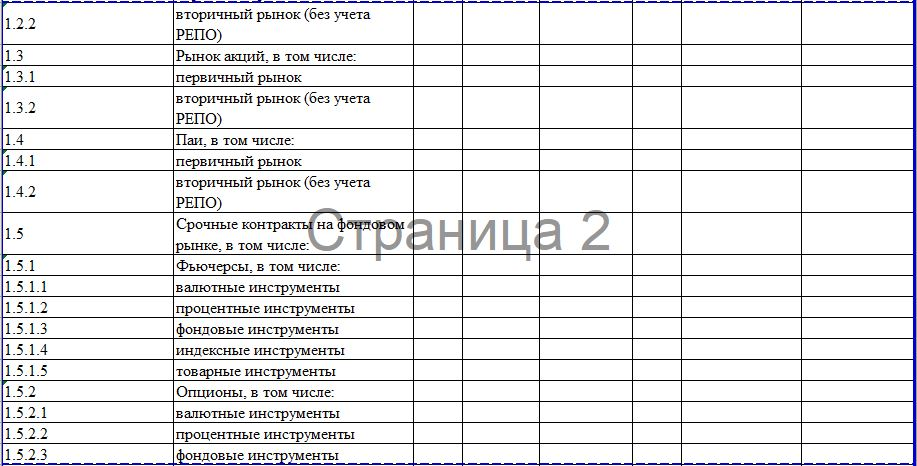 1.2.2 вторичный рынок (без учета
РЕПО)
1.3 Рынок акций, в том числе:
1.3.1 первичный рынок
1.3.2 вторичный рынок (без учета
РЕПО)
1.4 Паи, в том числе:
1.4.1 первичный рынок
1.4.2 вторичный рынок (без учета
РЕПО)
Страница 2
1.5 Срочные контракты на фондовом
рынке, в том числе:
1.5.1 Фьючерсы, в том числе:
1.5.1.1 валютные инструменты
1.5.1.2 процентные инструменты
1.5.1.3 фондовые инструменты
1.5.1.4 индексные инструменты
1.5.1.5 товарные инструменты
1.5.2 Опционы, в том числе:
1.5.2.1 валютные инструменты
1.5.2.2 процентные инструменты
1.5.2.3 фондовые инструменты